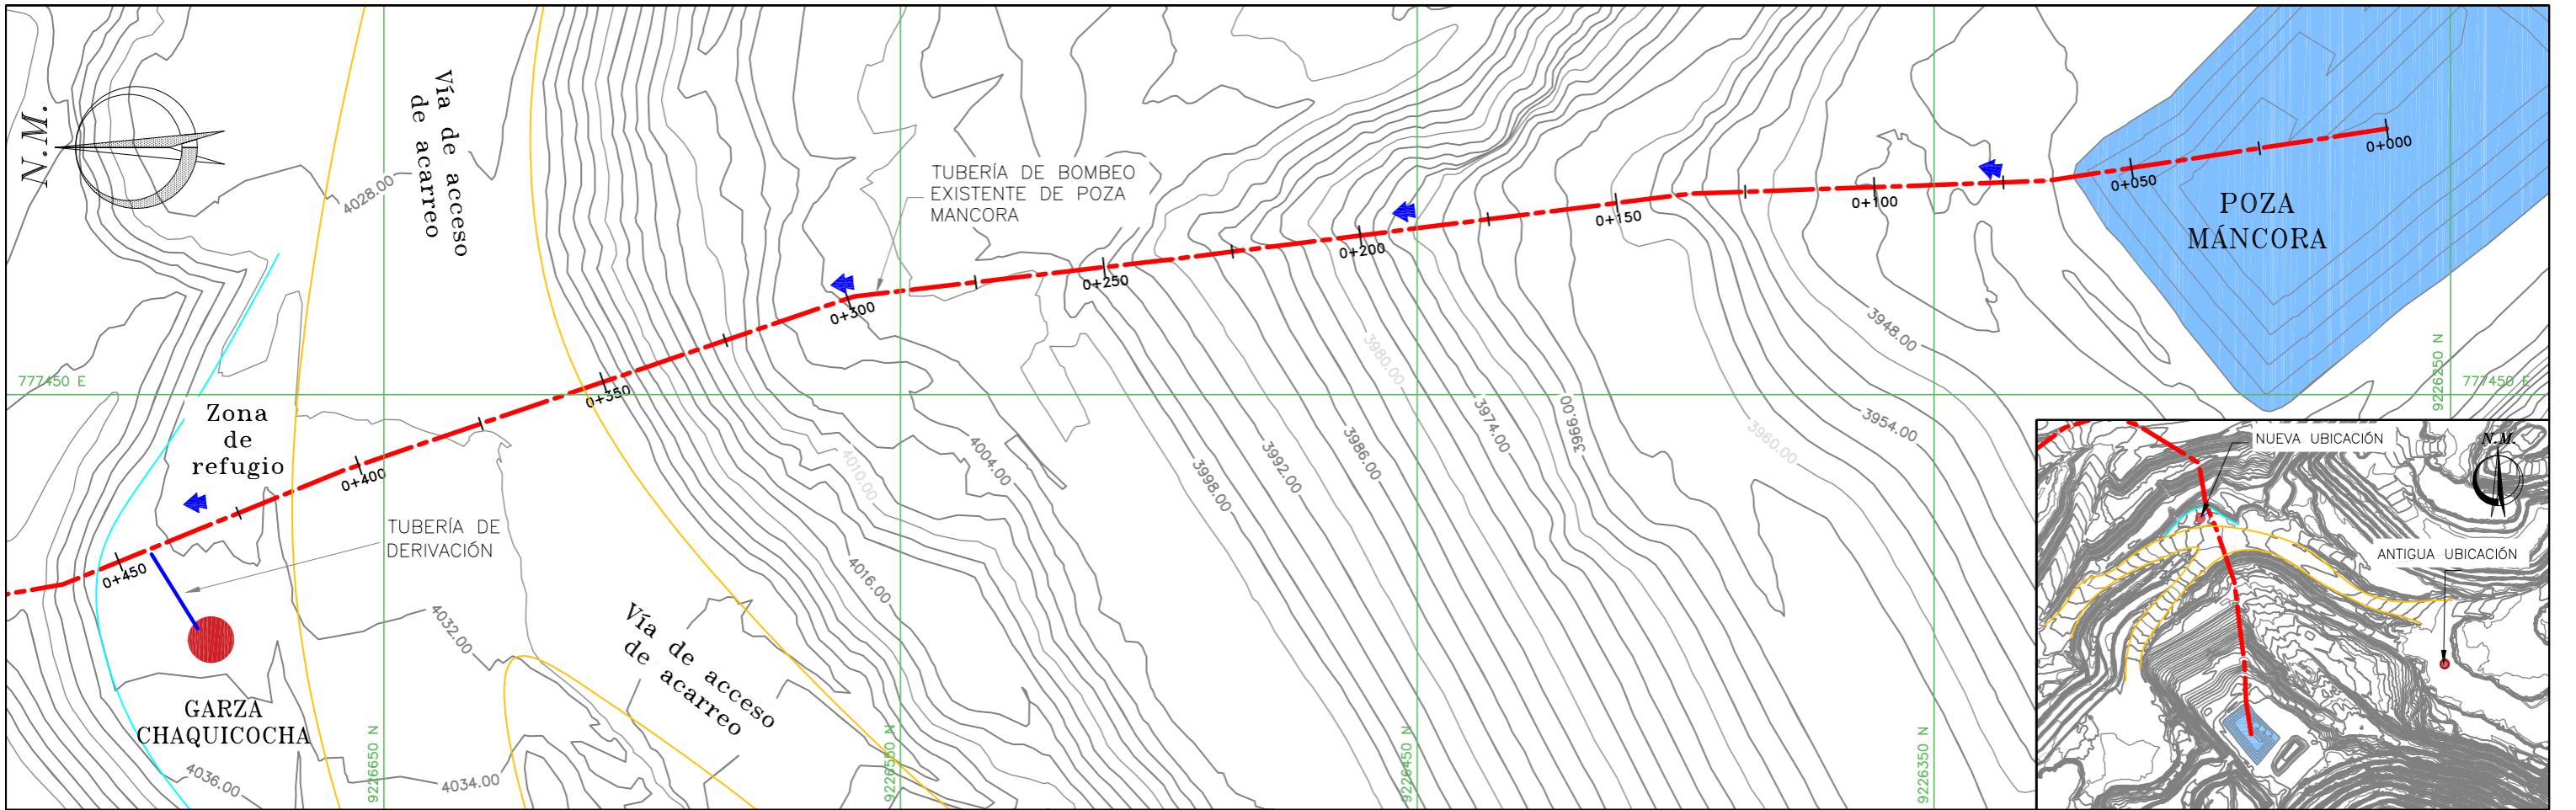 N.M.
Vía de acceso
de acarreo
4028.00
TUBERÍA DE BOMBEO
EXISTENTE DE POZA
MANCORA
0+000
0+050
0+100
0+150
0+200
0+250
0+300
0+350
0+400
0+450
POZA
MÁNCORA
777450 E
777450 E
Zona
de
refugio
TUBERÍA DE
DERIVACIÓN
GARZA
CHAQUICOCHA
4036.00
4034.00
4032.00
Vía de acceso
de acarreo
4016.00
4010.00
4004.00
3998.00
3992.00
3986.00
3980.00
3974.00
3966.00
3960.00
3954.00
3948.00
9226650 N
9226550 N
9226450 N
9226350 N
9226250 N
NUEVA UBICACIÓN
N.M.
ANTIGUA UBICACIÓN